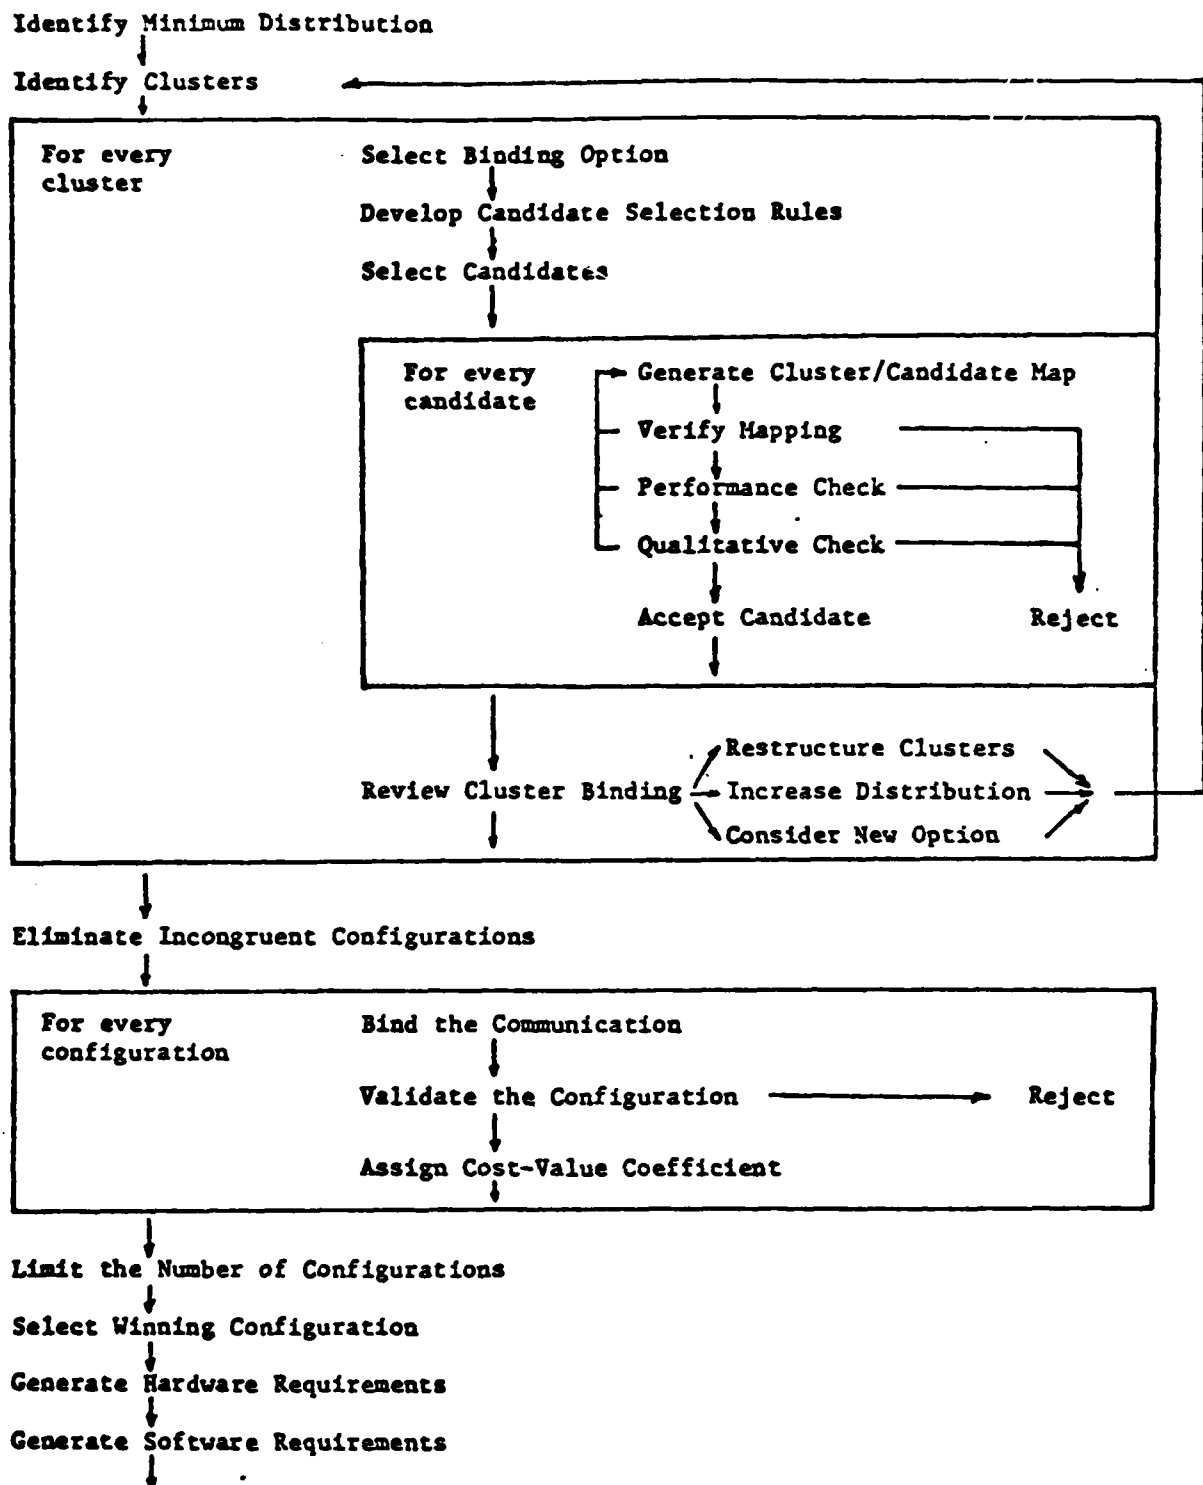 Identify Minimum Distribution
Identify Clusters
For every
cluster
Select Binding Option
Develop Candidate Selection Rules
Select Candidates
For every
candidate
Generate Cluster/Candidate Map
Verify Mapping
Performance Check
Qualitative Check
Accept Candidate
Reject
Review Cluster Binding
Restructure Clusters
Increase Distribution
Consider New Option
Eliminate Incongruent Configurations
For every
configuration
Bind the Communication
Validate the Configuration
Reject
Assign Cost-Value Coefficient
Limit the Number of Configurations
Select Winning Configuration
Generate Hardware Requirements
Generate Software Requirements